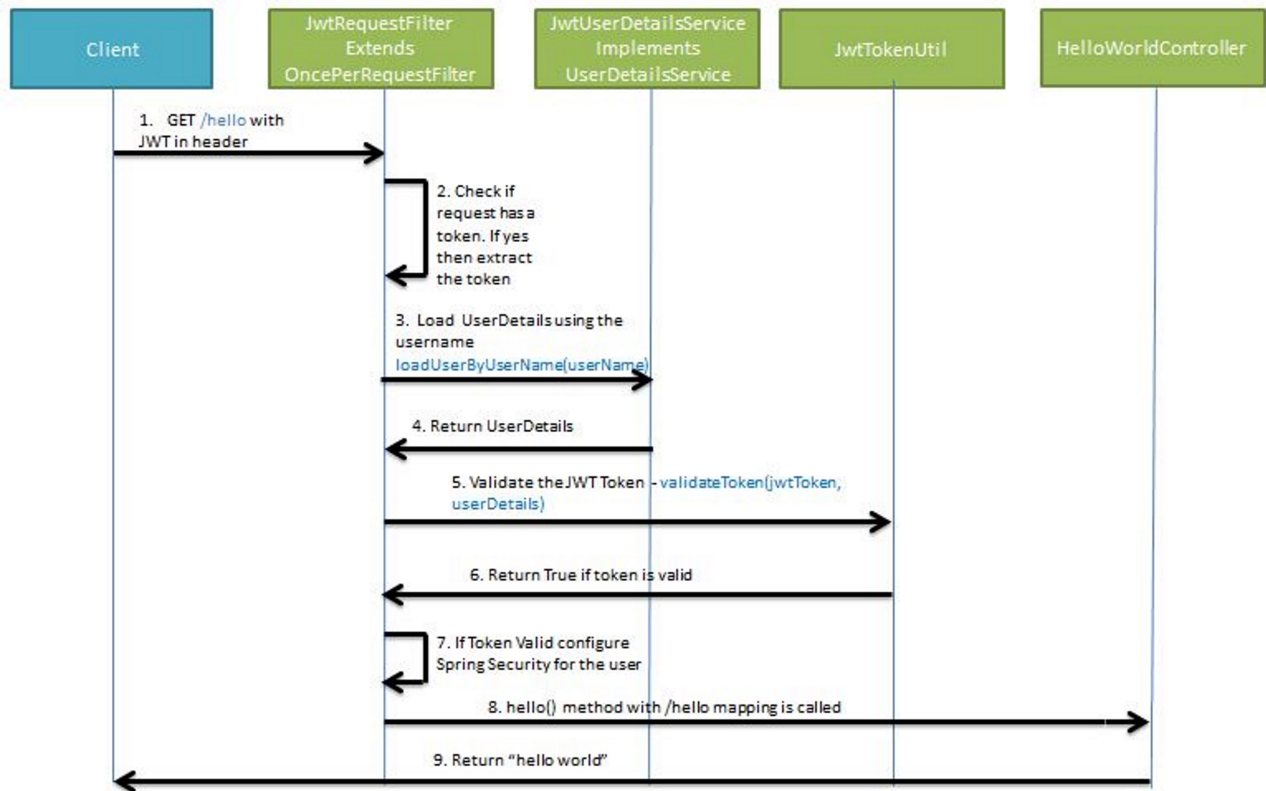 Client
JwtRequestFilter
Extends
OncePerRequestFilter
JwtUserDetailsService
Implements
UserDetailsService
JwtTokenUtil
HelloWorldController
1. GET /hello with
JWT in header
2. Check if
request has a
token. If yes
then extract
the token
3. Load UserDetails using the
username
loadUserByUserName(userName)
4. Return UserDetails
5. Validate the JWT Token - validateToken(jwtToken,
userDetails)
6. Return True if token is valid
7. If Token Valid configure
Spring Security for the user
8. hello() method with /hello mapping is called
9. Return “hello world”